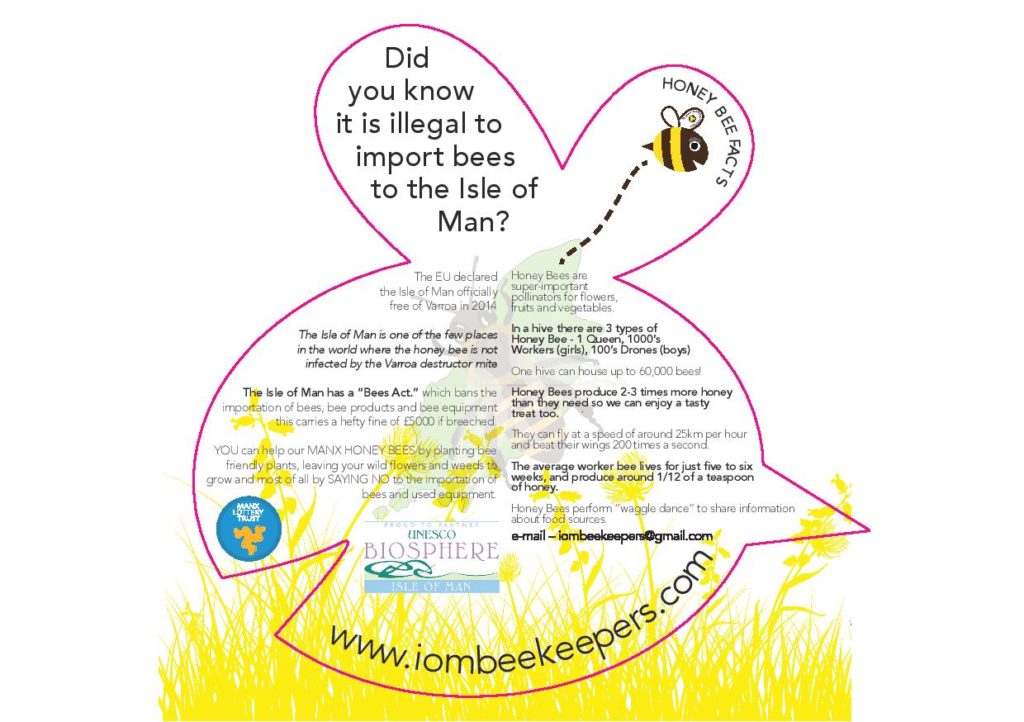 Did
you know
it is illegal to
import bees
to the Isle of
Man?
HONEY BEE FACTS
The EU declared
the Isle of Man officially
free of Varroa in 2014
The Isle of Man is one of the few places
in the world where the honey bee is not
infected by the Varroa destructor mite
The Isle of Man has a “Bees Act.” which bans the
importation of bees, bee products and bee equipment
this carries a hefty fine of £5000 if breeched.
YOU can help our MANX HONEY BEES by planting bee
friendly plants, leaving your wild flowers and weeds to
grow and most of all by SAYING NO to the importation of
bees and used equipment.
Honey Bees are
super-important
pollinators for flowers,
fruits and vegetables.
In a hive there are 3 types of
Honey Bee - 1 Queen, 1000’s
Workers (girls), 100’s Drones (boys)
One hive can house up to 60,000 bees!
Honey Bees produce 2-3 times more honey
than they need so we can enjoy a tasty
treat too.
They can fly at a speed of around 25km per hour
and beat their wings 200 times a second.
The average worker bee lives for just five to six
weeks, and produce around 1/12 of a teaspoon
of honey.
Honey Bees perform “waggle dance” to share information
about food sources.
e-mail – iombeekeepers@gmail.com
MANX
LOTTERY
TRUST
PROUD TO PARTNER
UNESCO
BIOSPHERE
ISLE OF MAN
www.iombeekeepers.com